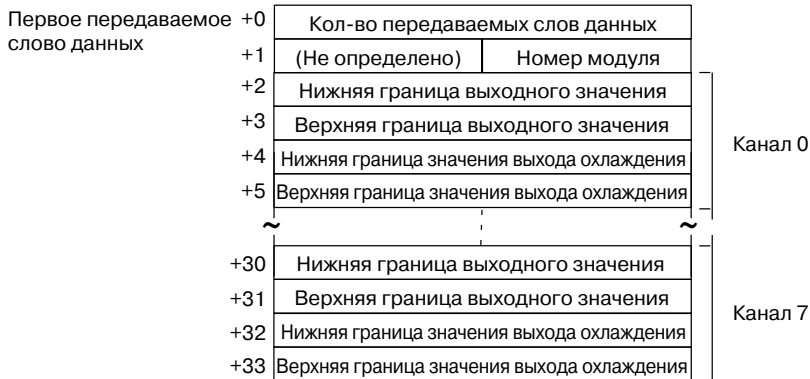 Первое передаваемое слово данных
+0 Кол-во передаваемых слов данных
+1 (Не определено) Номер модуля
+2 Нижняя граница выходного значения
+3 Верхняя граница выходного значения
+4 Нижняя граница значения выхода охлаждения
+5 Верхняя граница значения выхода охлаждения
Канал 0
~ ~
+30 Нижняя граница выходного значения
+31 Верхняя граница выходного значения
+32 Нижняя граница значения выхода охлаждения
+33 Верхняя граница значения выхода охлаждения
Канал 7